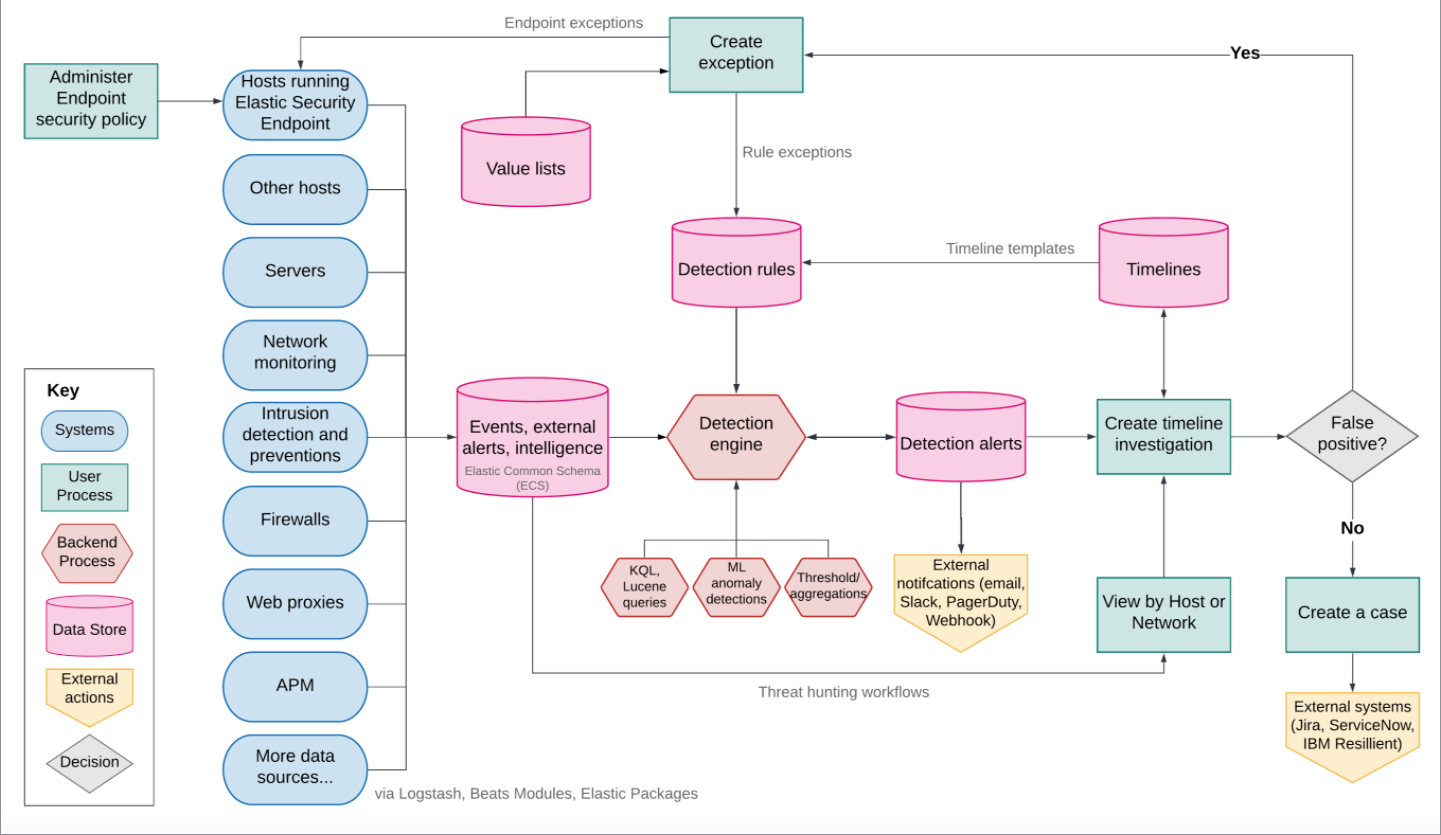 Endpoint exceptions
Create
exception
Yes
Administer
Endpoint
security policy
Hosts running
Elastic Security
Endpoint
Value lists
Rule exceptions
Other hosts
Servers
Detection rules
Timeline templates
Timelines
Network
monitoring
Key
Systems
User
Process
Backend
Process
Data Store
External
actions
Decision
Intrusion
detection and
preventions
Events, external
alerts, intelligence
Elastic Common Schema
(ECS)
Detection
engine
Detection alerts
Create timeline
investigation
False
positive?
Firewalls
No
KQL,
Lucene
queries
ML
anomaly
detections
Threshold/
aggregations
External
notifcations (email,
Slack, PagerDuty,
Webhook)
View by Host or
Network
Create a case
Web proxies
APM
Threat hunting workflows
External systems
(Jira, ServiceNow,
IBM Resillient)
More data
sources...
via Logstash, Beats Modules, Elastic Packages